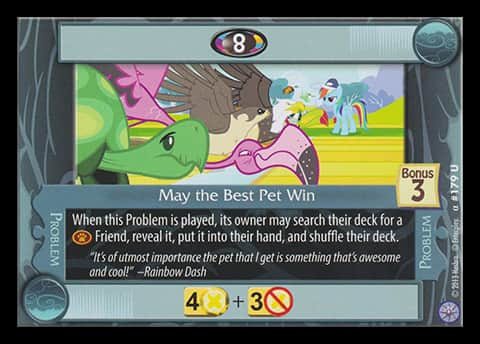 8
May the Best Pet Win
Bonus
3
α #179 U
PROBLEM
When this Problem is played, its owner may search their deck for a
Friend, reveal it, put it into their hand, and shuffle their deck.
“It’s of utmost importance the pet that I get is something that’s awesome
and cool!” –Rainbow Dash
PROBLEM
© 2013 Hasbro. © Enterplay
4 + 3